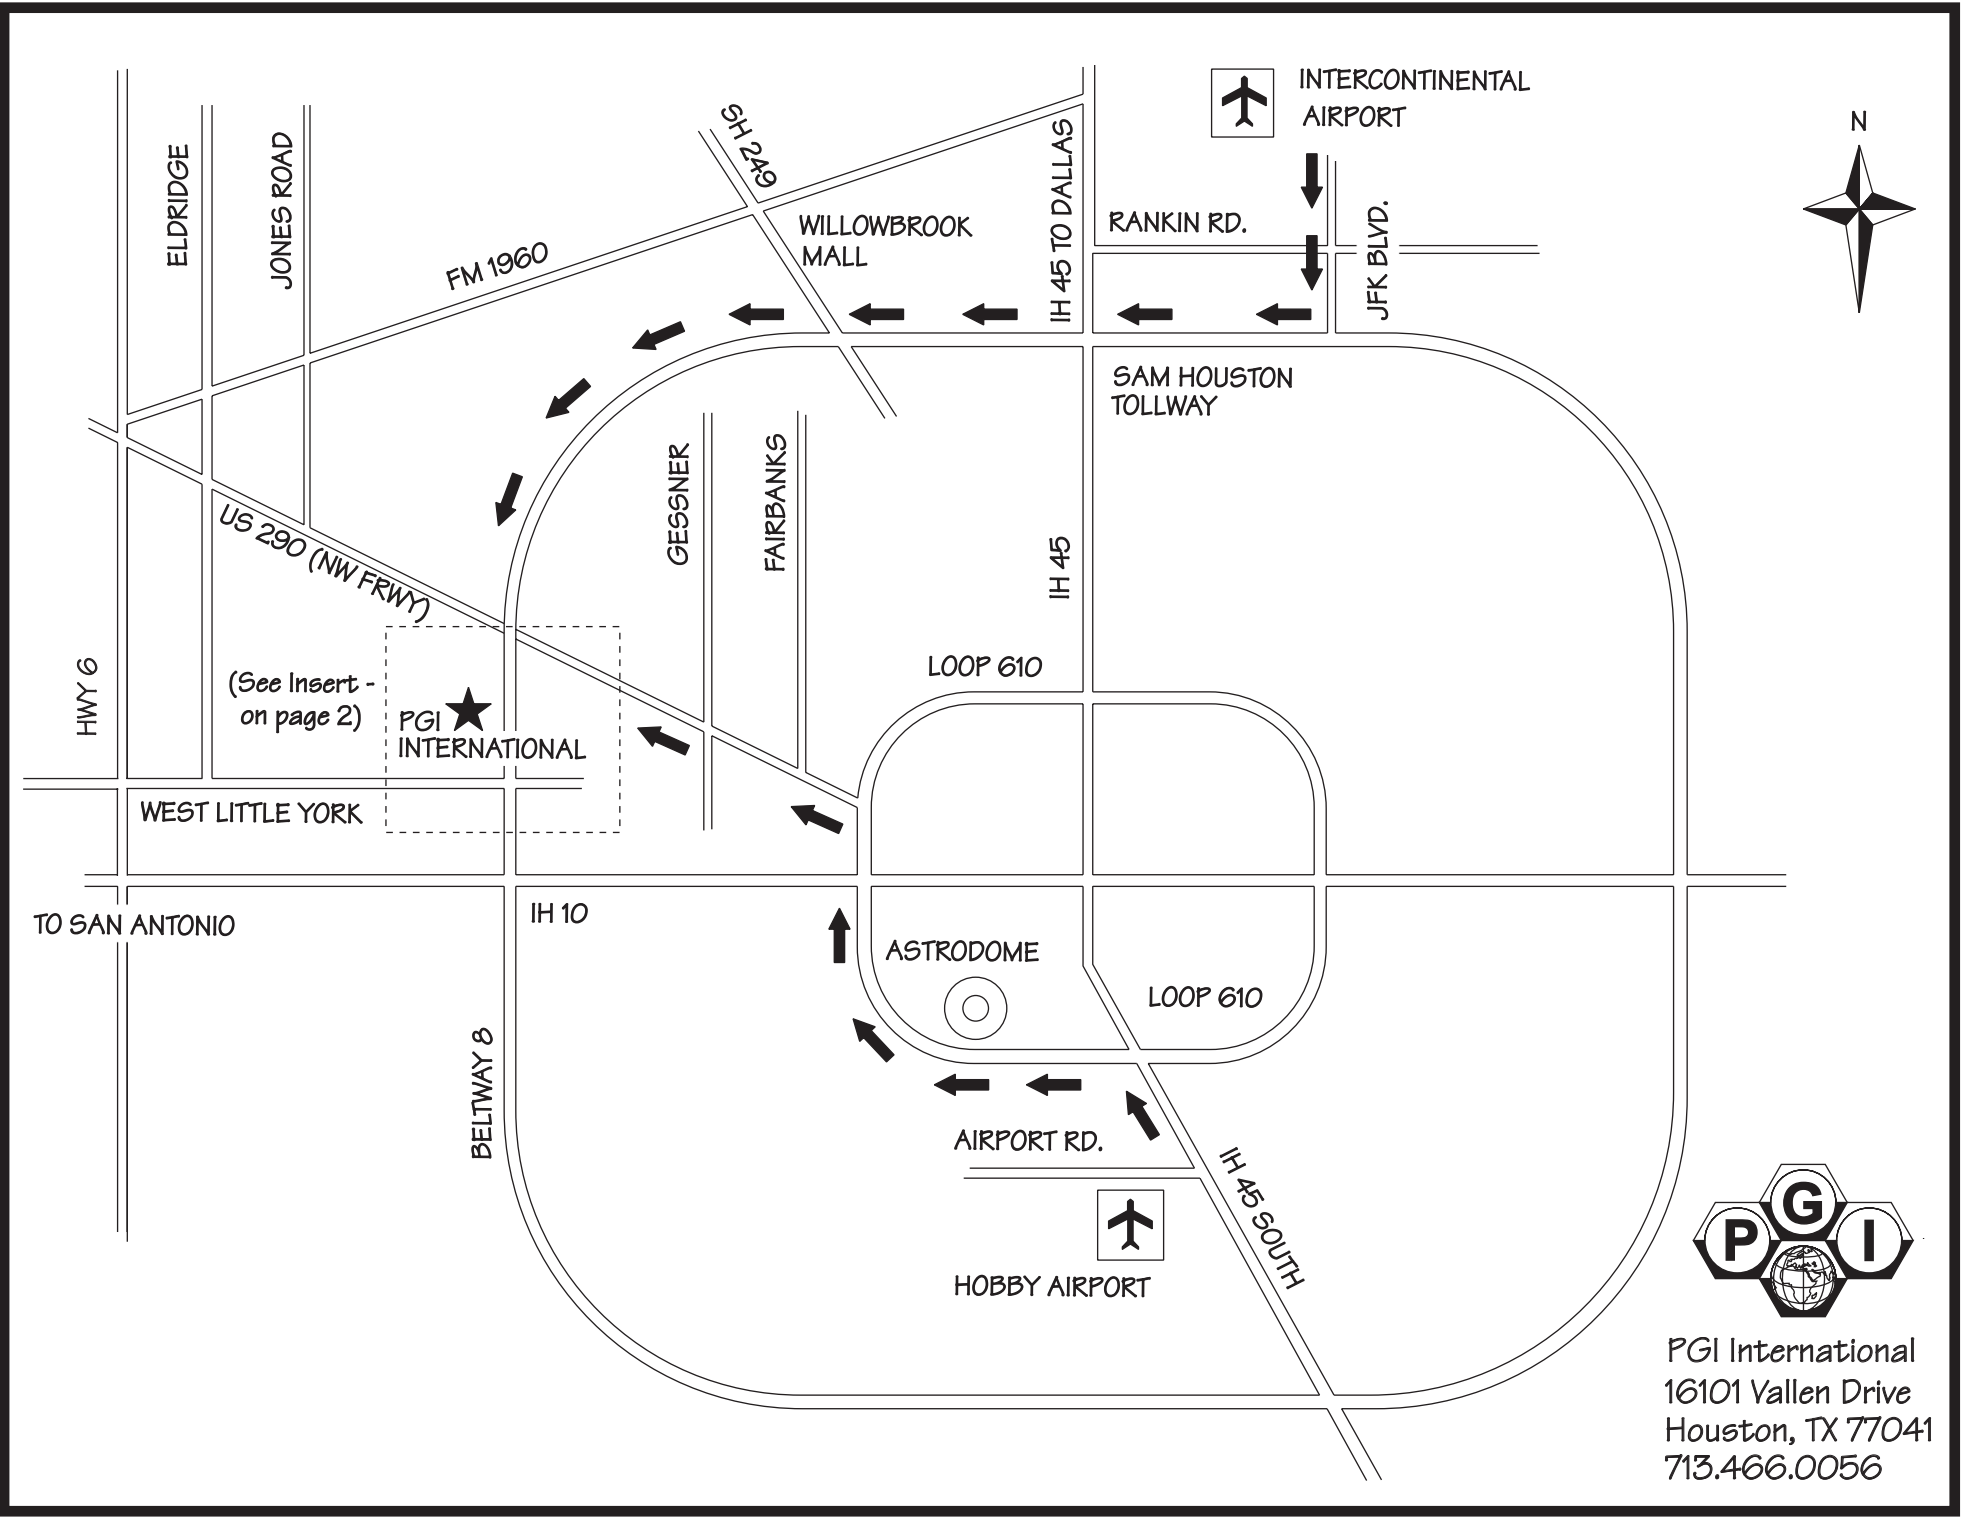 INTERCONTINENTAL
AIRPORT
N
SH 249
ELDRIDGE
JONES ROAD
FM 1960
WILLOWBROOK
MALL
IH 45 TO DALLAS
RANKIN RD.
JFK BLVD.
SAM HOUSTON
TOLLWAY
GESSNER
FAIRBANKS
IH 45
US 290 (NW FRWY)
HWY 6
(See Insert -
on page 2)
PGI
INTERNATIONAL
LOOP 610
WEST LITTLE YORK
TO SAN ANTONIO
IH 10
ASTRODOME
LOOP 610
BELTWAY 8
AIRPORT RD.
IH 45 SOUTH
HOBBY AIRPORT
P G I
PGI International
16101 Vallen Drive
Houston, TX 77041
713.466.0056